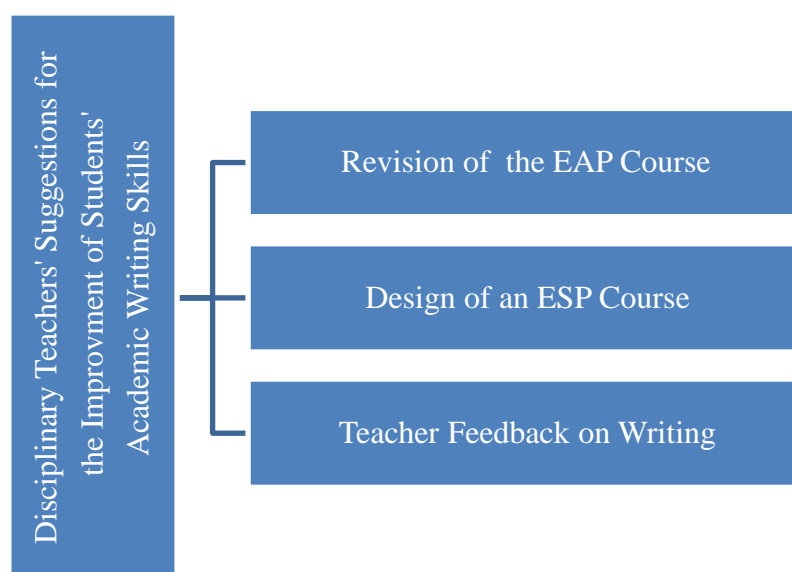 Disciplinary Teachers' Suggestions for
the Improvment of Students'
Academic Writing Skills
Revision of the EAP Course
Design of an ESP Course
Teacher Feedback on Writing